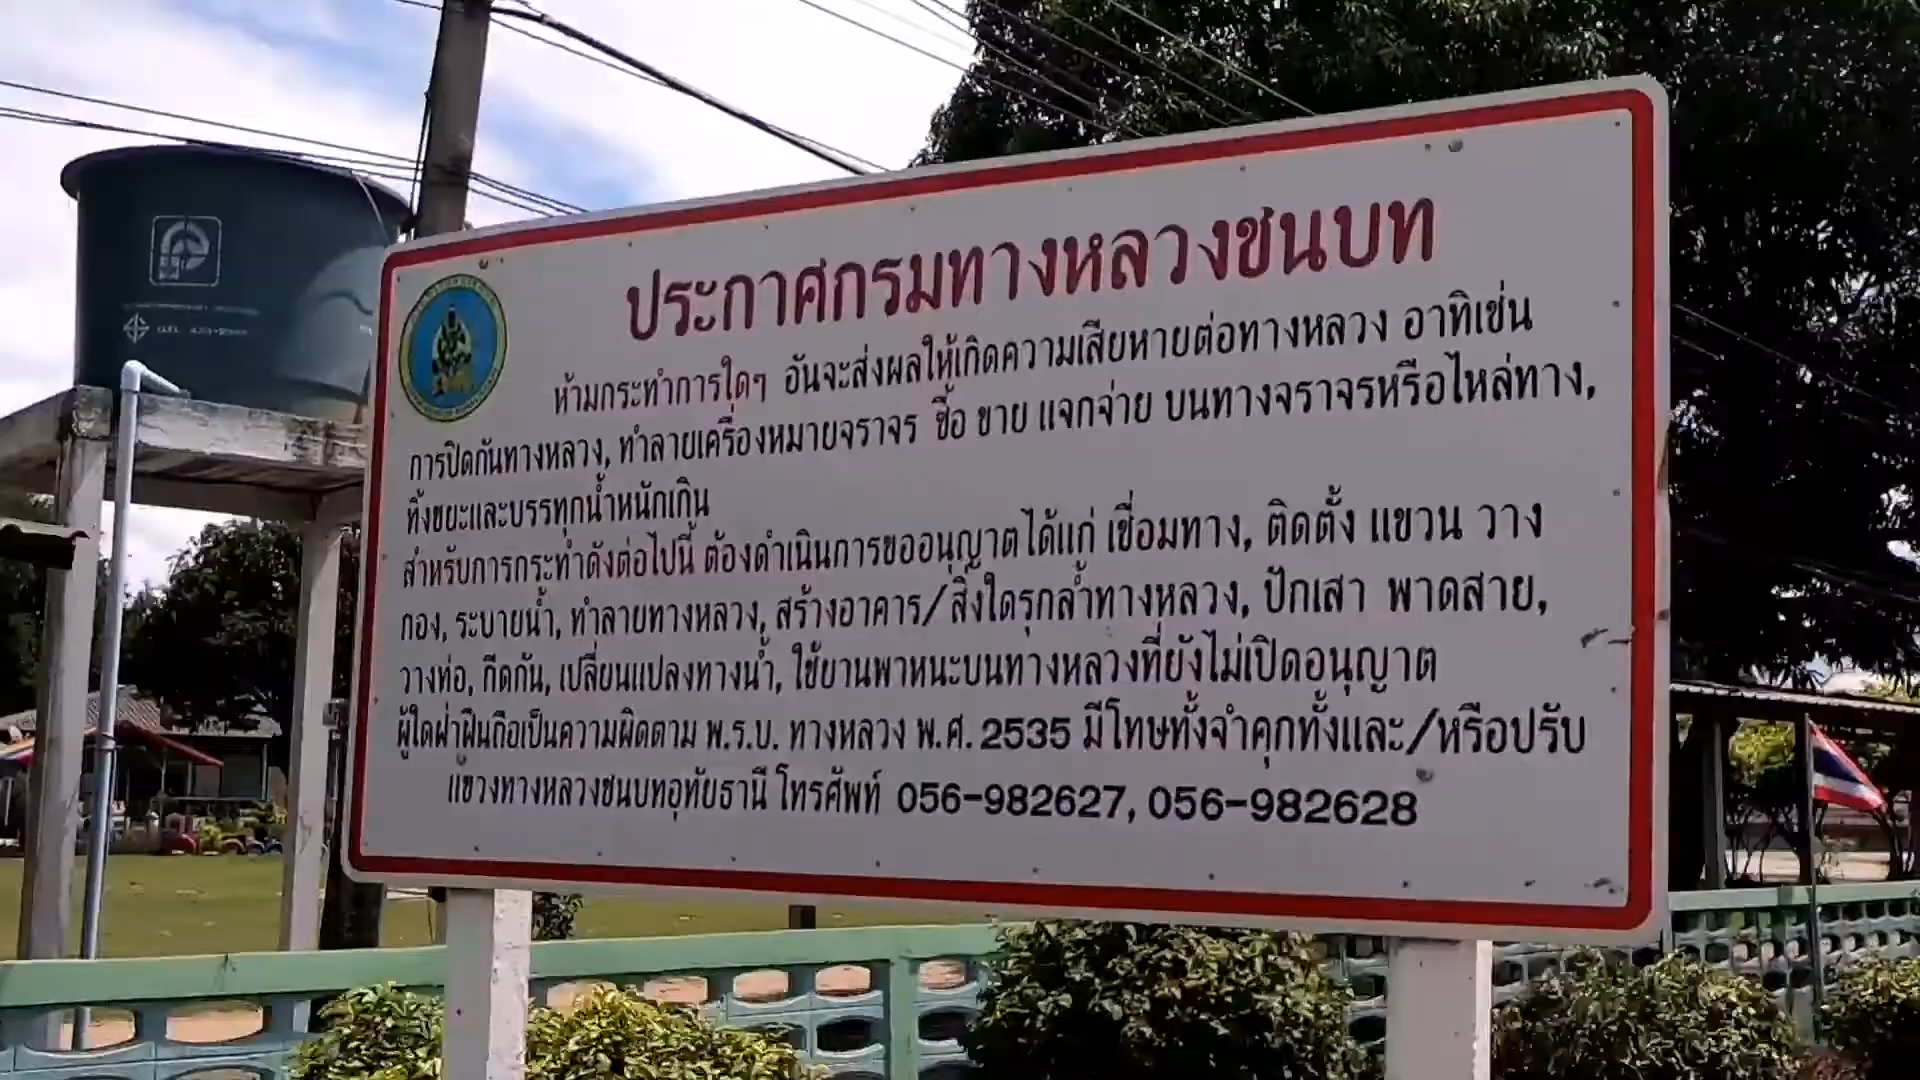 ประกาศกรมทางหลวงชนบท
ห้ามกระทำการใดๆ อันจะส่งผลให้เกิดความเสียหายต่อทางหลวง อาทิเช่น
การปิดกันทางหลวง, ทำลายเครื่องหมายจราจร ซื้อ ขาย แจกจ่าย บนทางจราจรหรือไหล่ทาง,
ทิ้งขยะและบรรทุกน้ำหนักเกิน
สำหรับการกระทำดังต่อไปนี้ ต้องดำเนินการขออนุญาตได้แก่ เชื่อมทาง, ติดตั้ง แขวน วาง
กอง, ระบายน้ำ, ทำลายทางหลวง, สร้างอาคาร/สิ่งใดรุกล้ำทางหลวง, ปักเสา พาดสาย,
วางท่อ, กีดกัน, เปลี่ยนแปลงทางน้ำ, ใช้ยานพาหนะบนทางหลวงที่ยังไม่เปิดอนุญาต
ผู้ใดฝ่าฝืนถือเป็นความผิดตาม พ.ร.บ. ทางหลวง พ.ศ. 2535 มีโทษทั้งจำคุกทั้งและ/หรือปรับ
แขวงทางหลวงชนบทอุทัยธานี โทรศัพท์ 056-982627, 056-982628